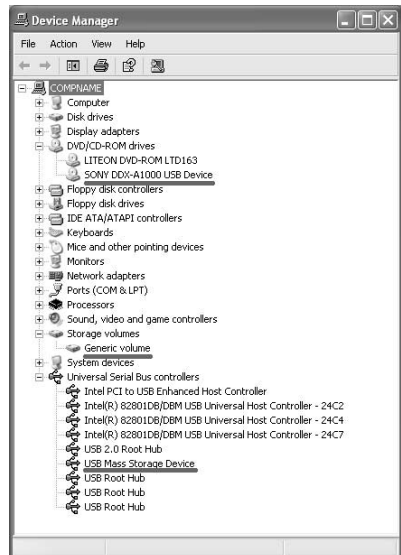 Device Manager
File Action View Help
COMPNAME
Computer
Disk drives
Display adapters
DVD/CD-ROM drives
LITEON DVD-ROM LTD163
SONY DDX-A1000 USB Device
Floppy disk controllers
Floppy disk drives
IDE ATA/ATAPI controllers
Keyboards
Mice and other pointing devices
Monitors
Network adapters
Ports (COM & LPT)
Processors
Sound, video and game controllers
Storage volumes
Generic volume
System devices
Universal Serial Bus controllers
Intel PCI to USB Enhanced Host Controller
Intel(R) 82801DB/DBM USB Universal Host Controller - 24C2
Intel(R) 82801DB/DBM USB Universal Host Controller - 24C4
Intel(R) 82801DB/DBM USB Universal Host Controller - 24C7
USB 2.0 Root Hub
USB Mass Storage Device
USB Root Hub
USB Root Hub
USB Root Hub